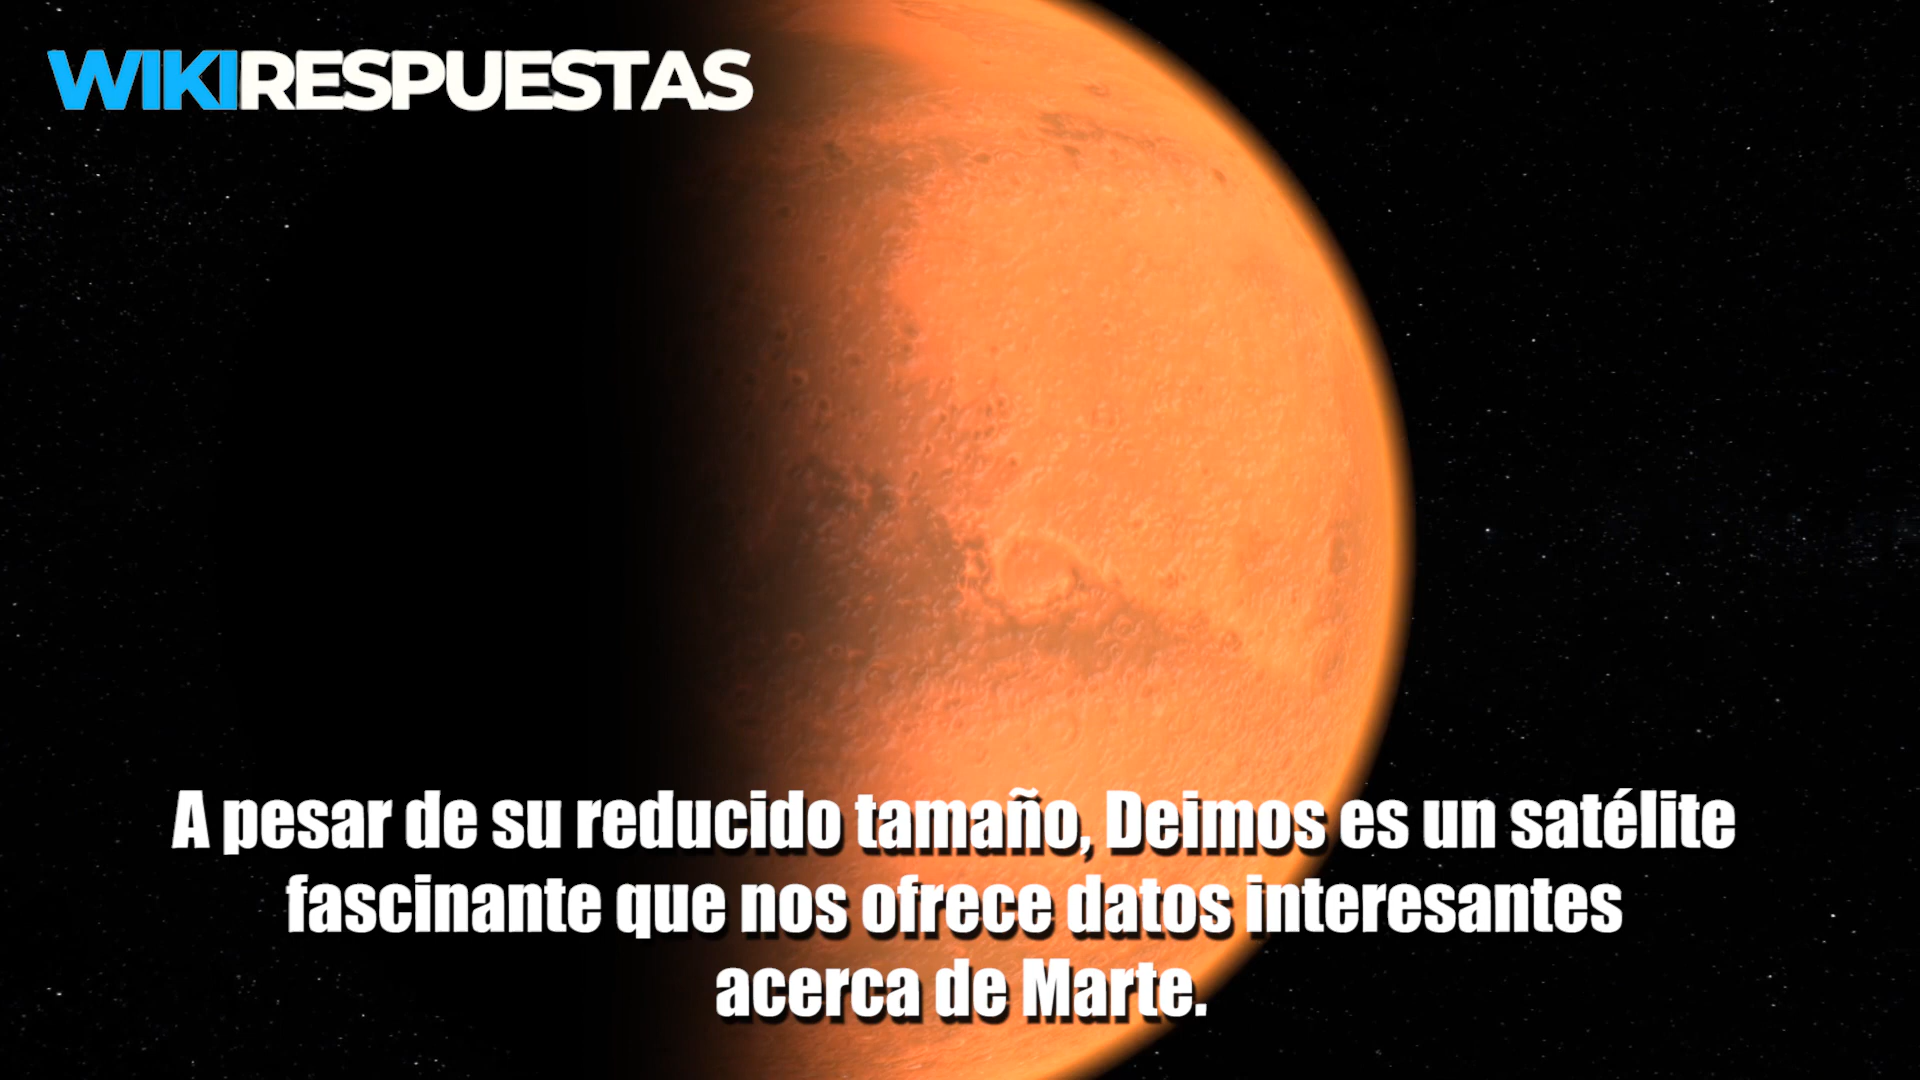 WIKIRESPUESTAS
A pesar de su reducido tamaño, Deimos es un satélite
fascinante que nos ofrece datos interesantes
acerca de Marte.